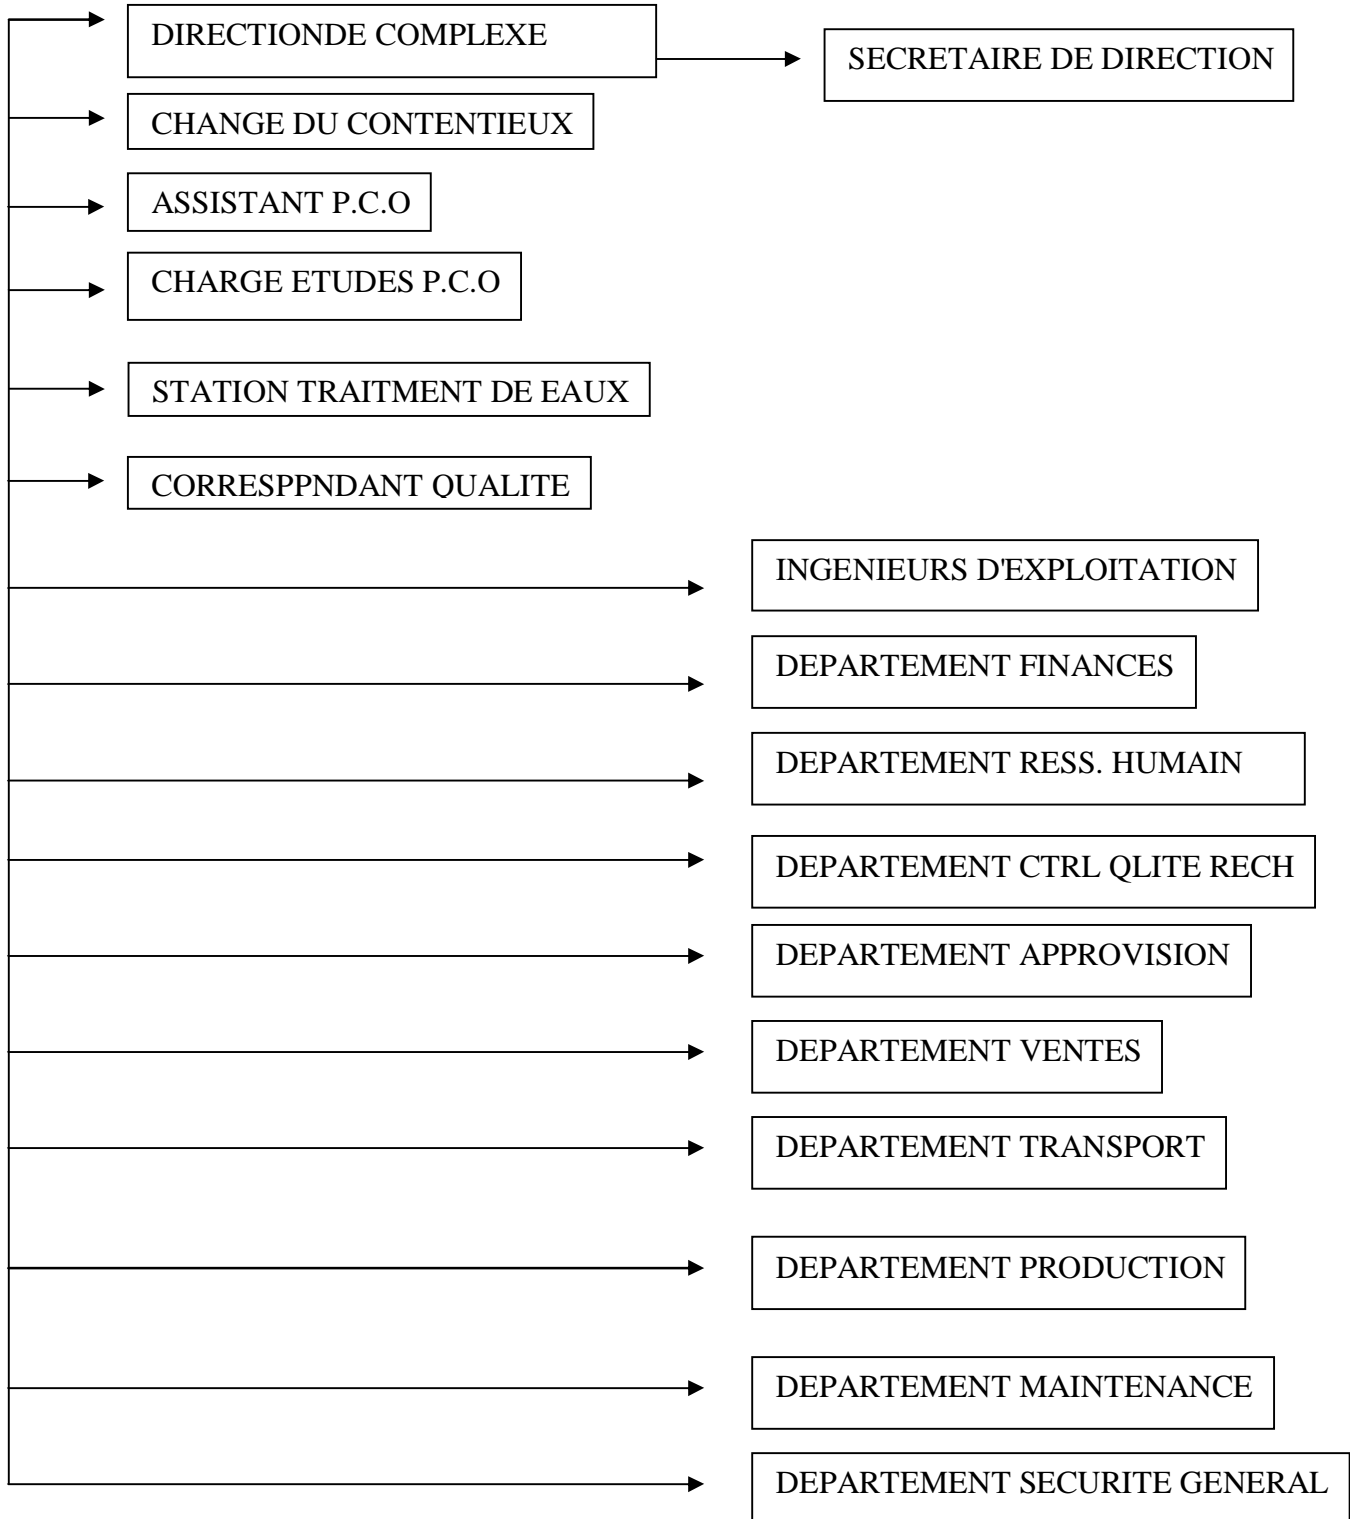 DIRECTIONDE COMPLEXE
SECRETAIRE DE DIRECTION
CHANGE DU CONTENTIEUX
ASSISTANT P.C.O
CHARGE ETUDES P.C.O
STATION TRAITMENT DE EAUX
CORRESPPNDANT QUALITE
INGENIEURS D'EXPLOITATION
DEPARTEMENT FINANCES
DEPARTEMENT RESS. HUMAIN
DEPARTEMENT CTRL QLITE RECH
DEPARTEMENT APPROVISION
DEPARTEMENT VENTES
DEPARTEMENT TRANSPORT
DEPARTEMENT PRODUCTION
DEPARTEMENT MAINTENANCE
DEPARTEMENT SECURITE GENERAL